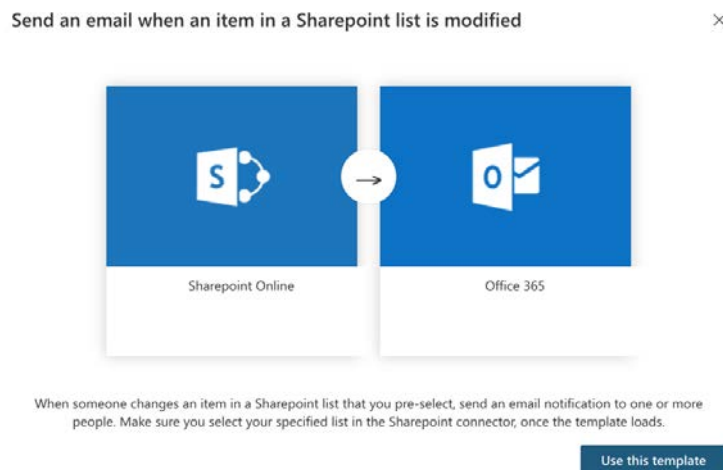 Send an email when an item in a Sharepoint list is modified
S
O
Sharepoint Online
Office 365
When someone changes an item in a Sharepoint list that you pre-select, send an email notification to one or more
people. Make sure you select your specified list in the Sharepoint connector, once the template loads.
Use this template